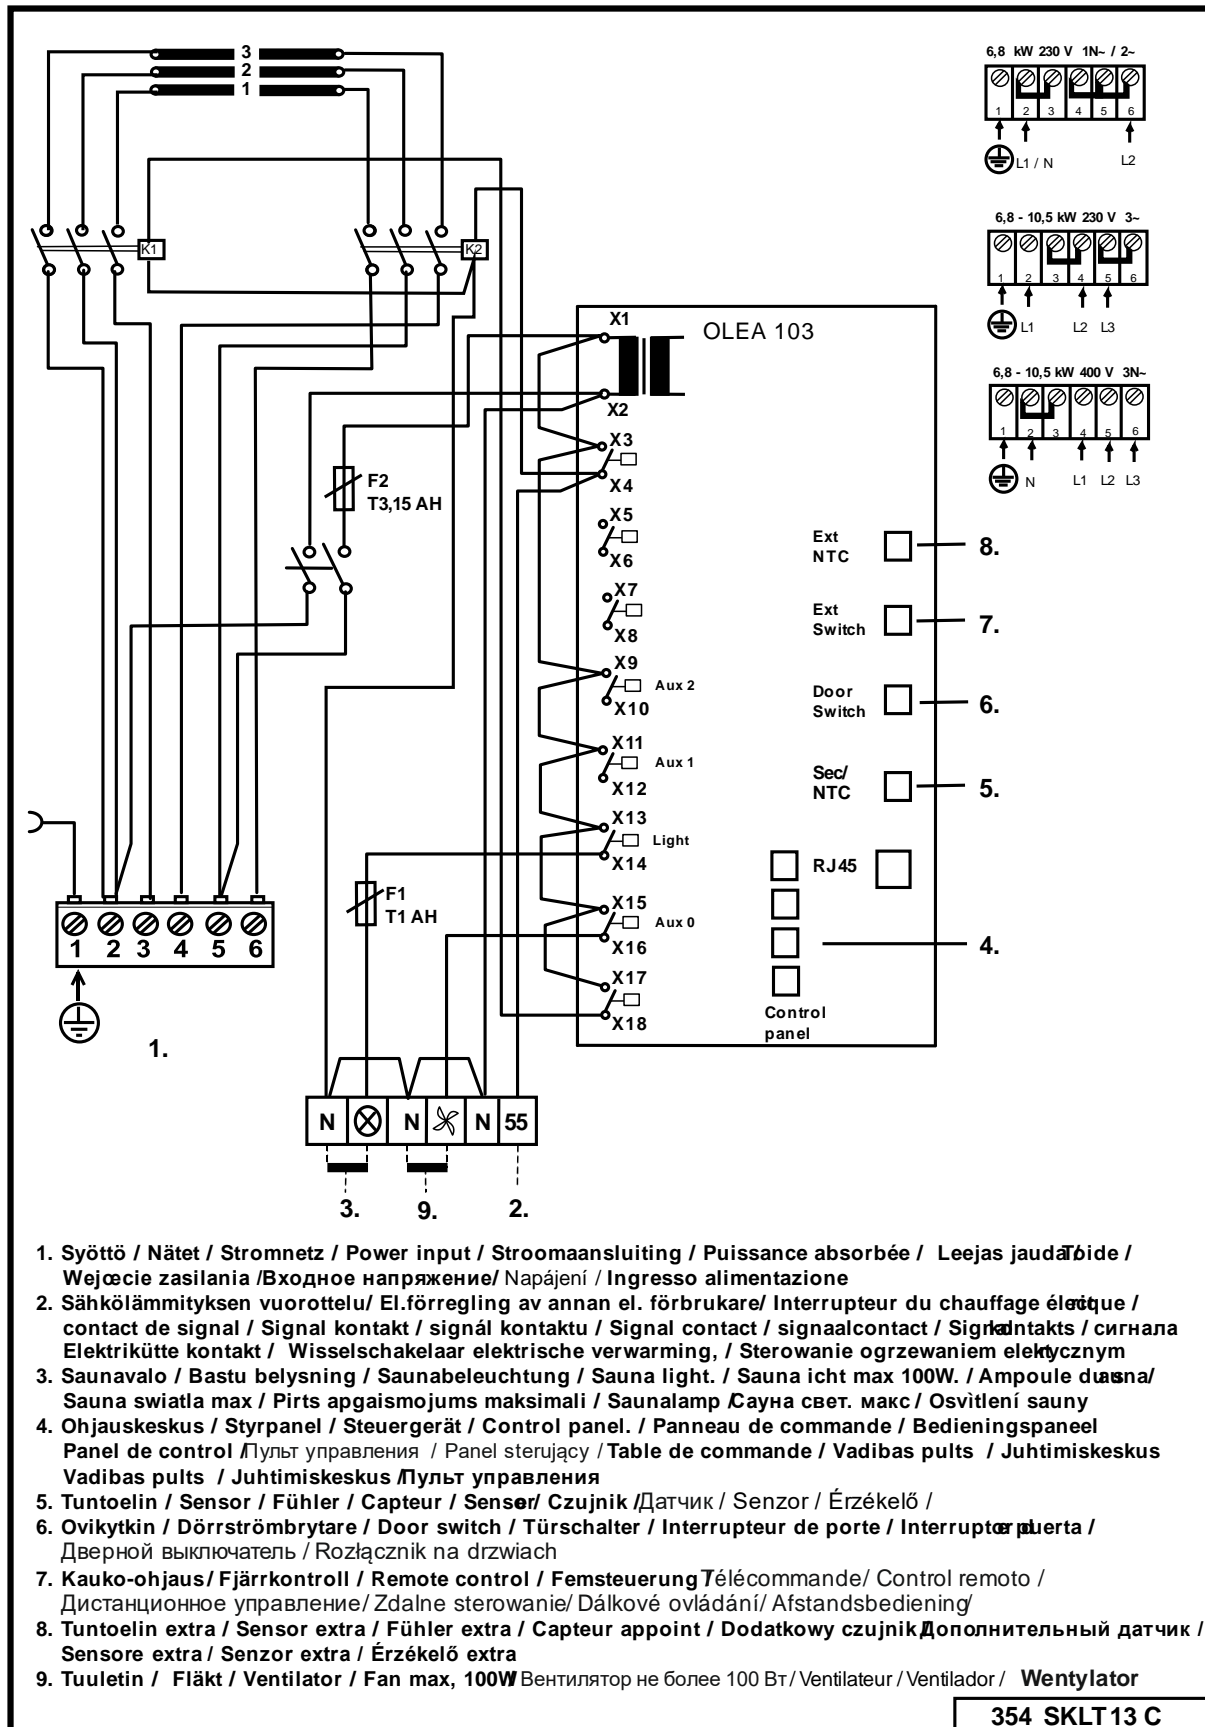 3
2
1
K1
K2
6,8 kW 230 V 1N~ / 2~
1 2 3 4 5 6
L1 / N
L2
6,8 - 10,5 kW 230 V 3~
1 2 3 4 5 6
L1 L2 L3
6,8 - 10,5 kW 400 V 3N~
1 2 3 4 5 6
N L1 L2 L3
OLEA 103
X1
X2
X3
X4
X5
X6
X7
X8
X9
Aux 2
X10
X11
Aux 1
X12
X13
Light
X14
X15
Aux 0
X16
X17
X18
F2
T3,15 AH
F1
T1 AH
Ext
NTC
8.
Ext
Switch
7.
Door
Switch
6.
Sec/
NTC
5.
RJ45
4.
Control
panel
1 2 3 4 5 6
1.
N N N 55
3. 9. 2.
1. Syöttö / Nätet / Stromnetz / Power input / Stroomaansluiting / Puissance absorbée / Leejas jauda / Toide /
Wejœcie zasilania /Входное напряжение/ Napájení / Ingresso alimentazione
2. Sähkölämmityksen vuorottelu/ El.förregling av annan el. förbrukare/ Interrupteur du chauffage électrique /
contact de signal / Signal kontakt / signál kontaktu / Signal contact / signaalcontact / Signalkontakts / сигнала
Elektrikütte kontakt / Wisselschakelaar elektrische verwarming, / Sterowanie ogrzewaniem elektrycznym
3. Saunavalo / Bastu belysning / Saunabeleuchtung / Sauna light. / Sauna icht max 100W. / Ampoule du sauna/
Sauna swiatla max / Pirts apgaismojums maksimali / Saunalamp /Сауна свет. макс / Osvìtlení sauny
4. Ohjauskeskus / Styrpanel / Steuergerät / Control panel. / Panneau de commande / Bedieningspaneel
Panel de control /Пульт управления / Panel sterujący / Table de commande / Vadibas pults / Juhtimiskeskus
Vadibas pults / Juhtimiskeskus /Пульт управления
5. Tuntoelin / Sensor / Fühler / Capteur / Sensor/ Czujnik /Датчик / Senzor / Érzékelő /
6. Ovikytkin / Dörrströmbrytare / Door switch / Türschalter / Interrupteur de porte / Interruptor puerta /
Дверной выключатель / Rozłącznik na drzwiach
7. Kauko-ohjaus/ Fjärrkontroll / Remote control / Femsteuerung Télécommande/ Control remoto /
Дистанционное управление/ Zdalne sterowanie/ Dálkové ovládání/ Afstandsbediening/
8. Tuntoelin extra / Sensor extra / Fühler extra / Capteur appoint / Dodatkowy czujnik Дополнительный датчик /
Sensore extra / Senzor extra / Érzékelő extra
9. Tuuletin / Fläkt / Ventilator / Fan max, 100W Вентилятор не более 100 Вт/ Ventilateur / Ventilador / Wentylator
354 SKLT 13 C